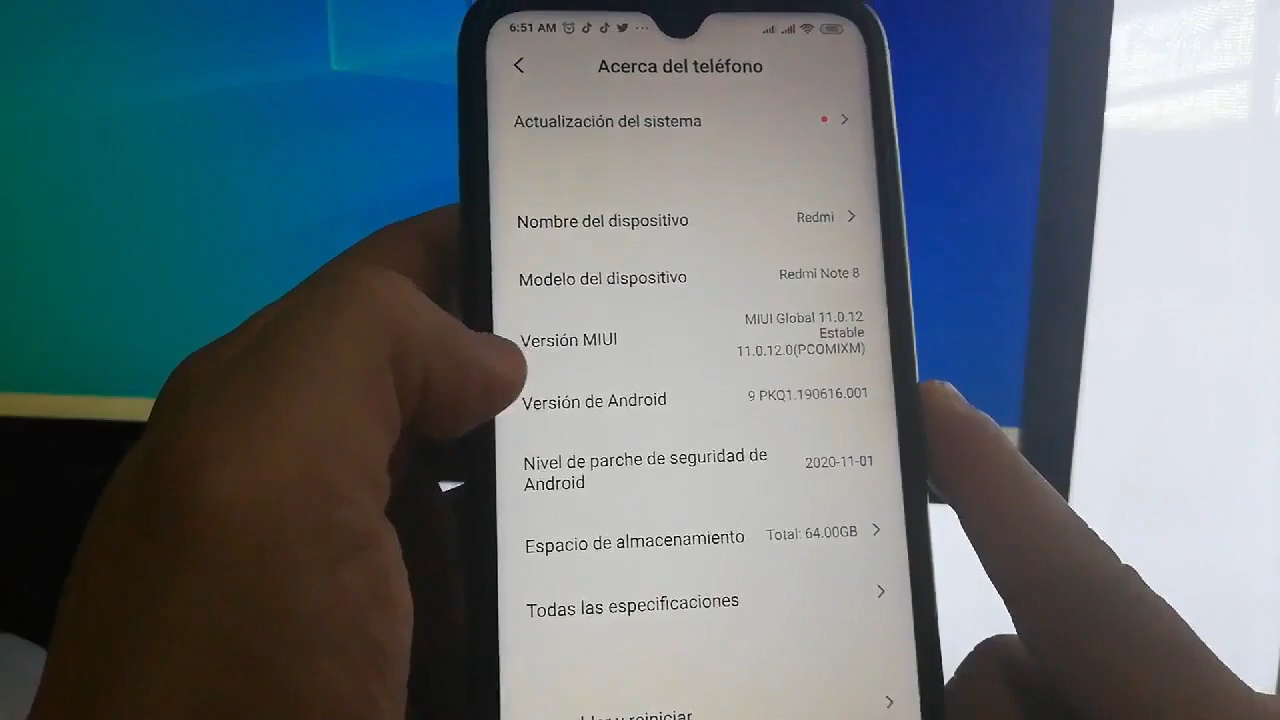 6:51 AM
Acerca del teléfono
Actualización del sistema
Nombre del dispositivo Redmi
Modelo del dispositivo Redmi Note 8
Versión MIUI MIUI Global 11.0.12
Estable
11.0.12.0(PCOMIXM)
Versión de Android 9 PKQ1.190616.001
Nivel de parche de seguridad de
Android 2020-11-01
Espacio de almacenamiento Total: 64.00GB
Todas las especificaciones
y reiniciar